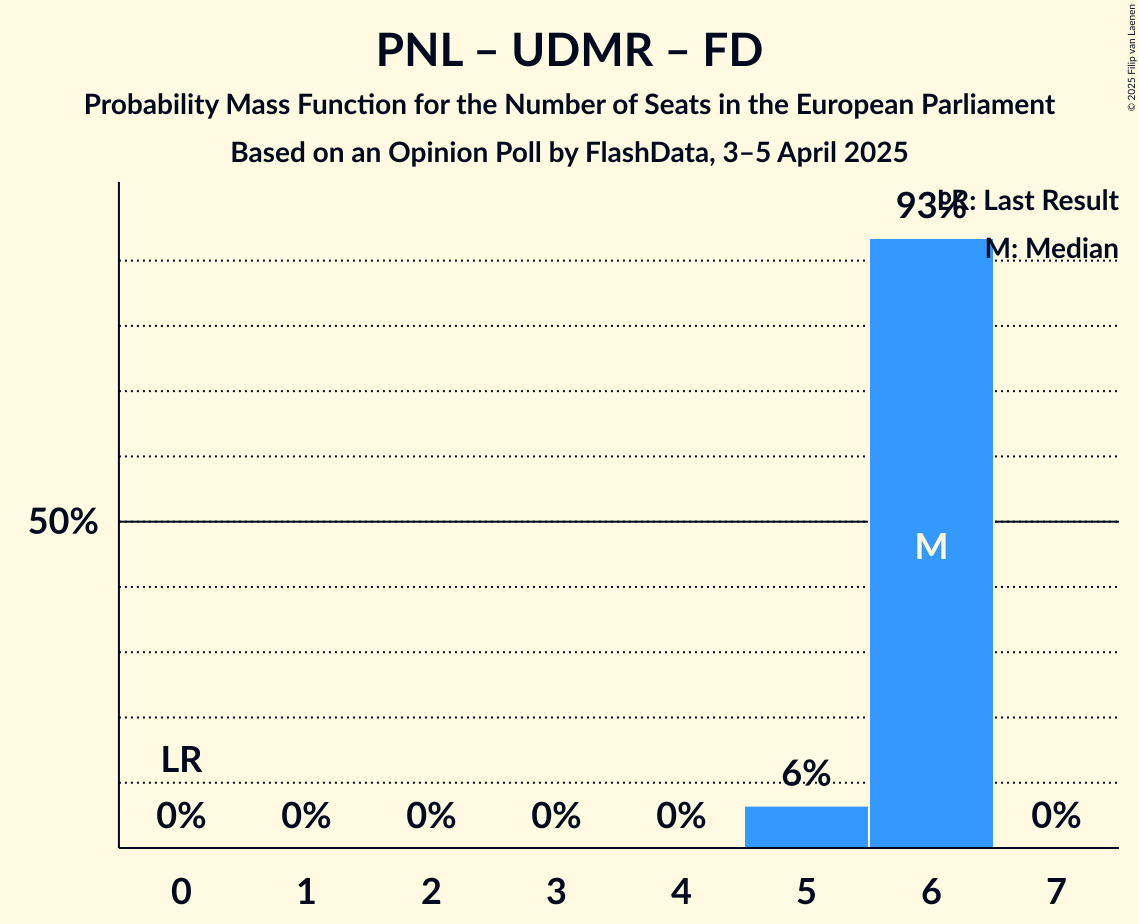 PNL – UDMR – FD
Probability Mass Function for the Number of Seats in the European Parliament
Based on an Opinion Poll by FlashData, 3–5 April 2025
© 2025 Filip van Laenen
LR: Last Result
M: Median
93%
50%
M
LR
6%
0% 0% 0% 0% 0% 0%
0 1 2 3 4 5 6 7